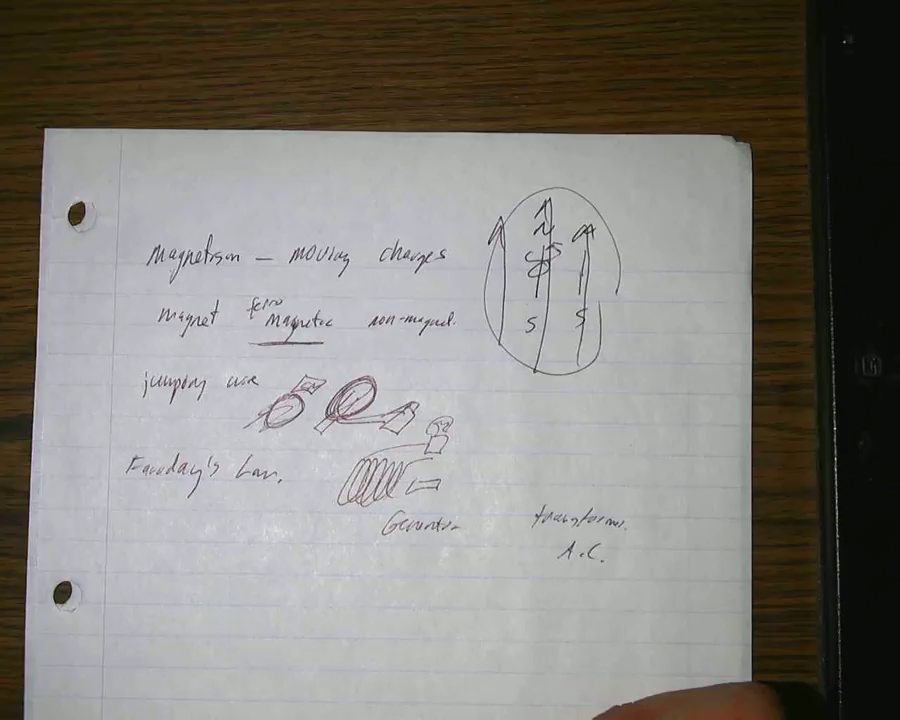 Magnetism — moving charges
magnet ferro magnetic non-magnet.
jumping wire
Faraday's Law.
Generator transformer
A.C.
N
S S